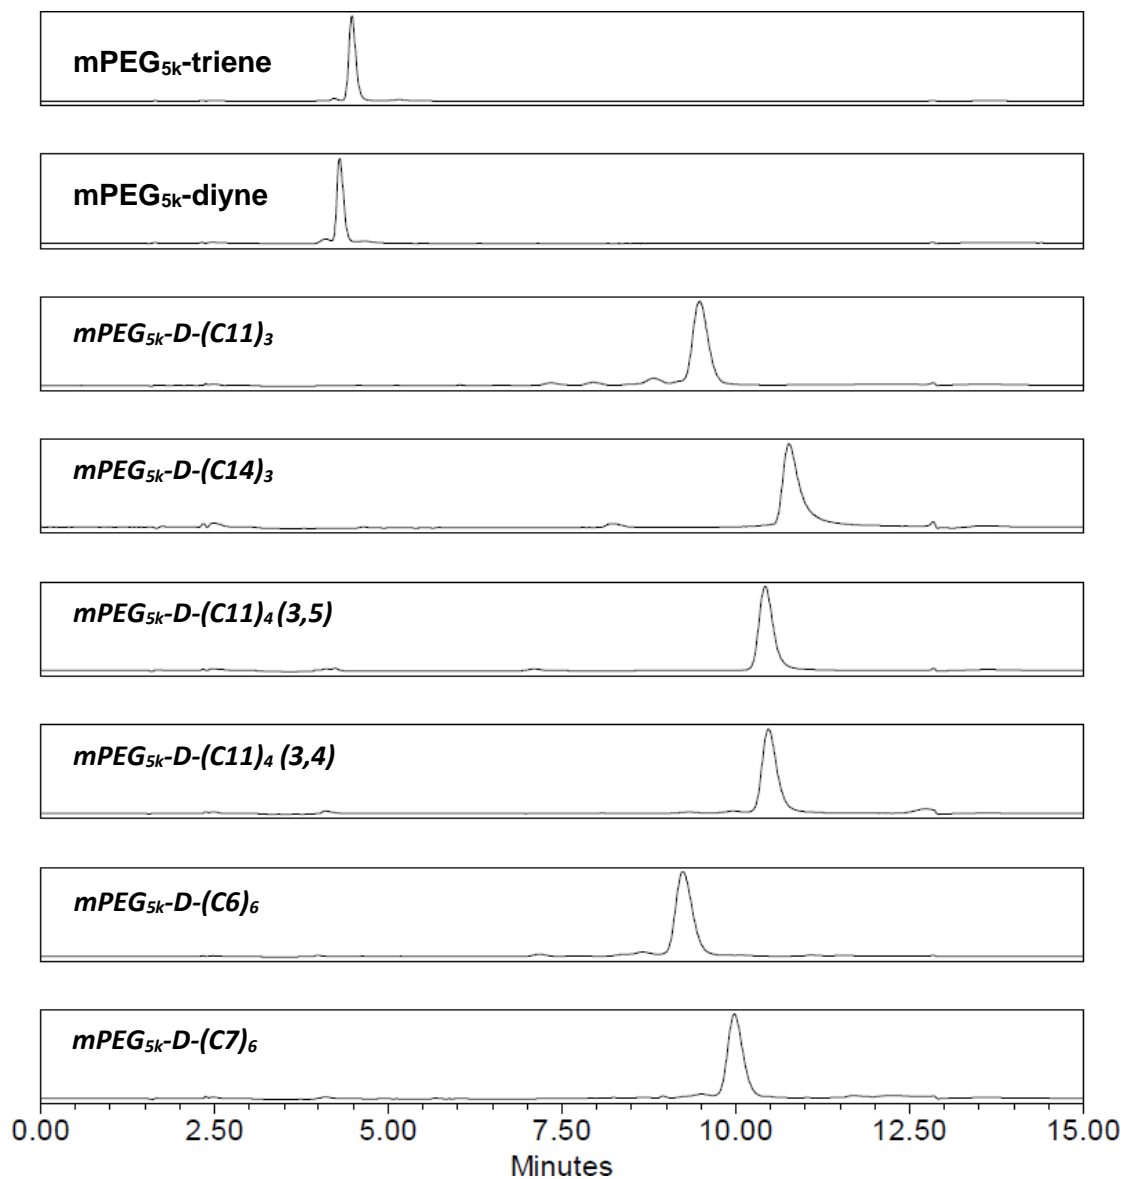 mPEG5k-triene
mPEG5k-diyne
mPEG5k-D-(C11)3
mPEG5k-D-(C14)3
mPEG5k-D-(C11)4 (3,5)
mPEG5k-D-(C11)4 (3,4)
mPEG5k-D-(C6)6
mPEG5k-D-(C7)6
0.00 2.50 5.00 7.50 10.00 12.50 15.00
Minutes